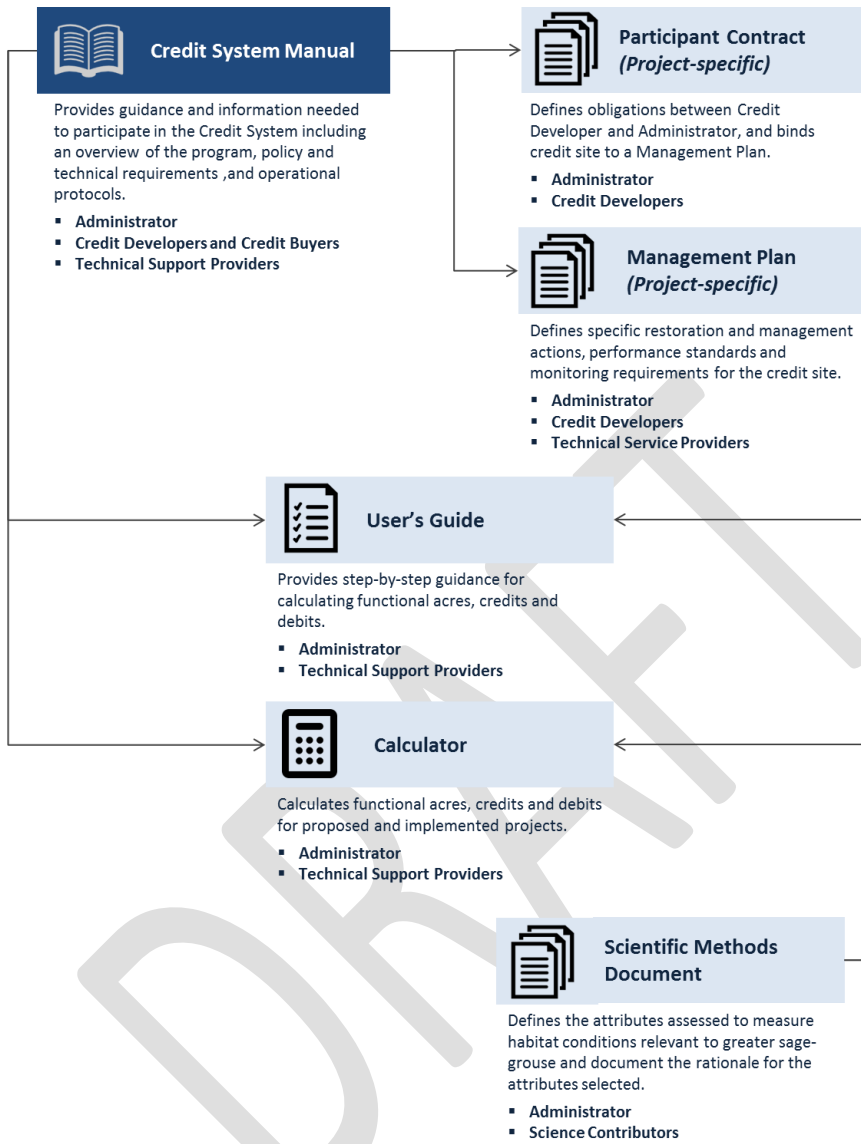 Credit System Manual
Provides guidance and information needed
to participate in the Credit System including
an overview of the program, policy and
technical requirements ,and operational
protocols.
▪ Administrator
▪ Credit Developers and Credit Buyers
▪ Technical Support Providers
Participant Contract
(Project-specific)
Defines obligations between Credit
Developer and Administrator, and binds
credit site to a Management Plan.
▪ Administrator
▪ Credit Developers
Management Plan
(Project-specific)
Defines specific restoration and management
actions, performance standards and
monitoring requirements for the credit site.
▪ Administrator
▪ Credit Developers
▪ Technical Service Providers
User's Guide
Provides step-by-step guidance for
calculating functional acres, credits and
debits.
▪ Administrator
▪ Technical Support Providers
Calculator
Calculates functional acres, credits and debits
for proposed and implemented projects.
▪ Administrator
▪ Technical Support Providers
Scientific Methods
Document
Defines the attributes assessed to measure
habitat conditions relevant to greater sage-
grouse and document the rationale for the
attributes selected.
▪ Administrator
▪ Science Contributors
DRAFT